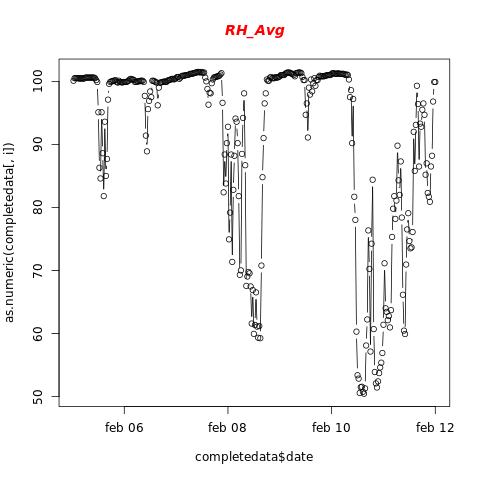 RH_Avg
as.numeric(completedata[, i])
100
90
80
70
60
50
feb 06
feb 08
feb 10
feb 12
completedata$date